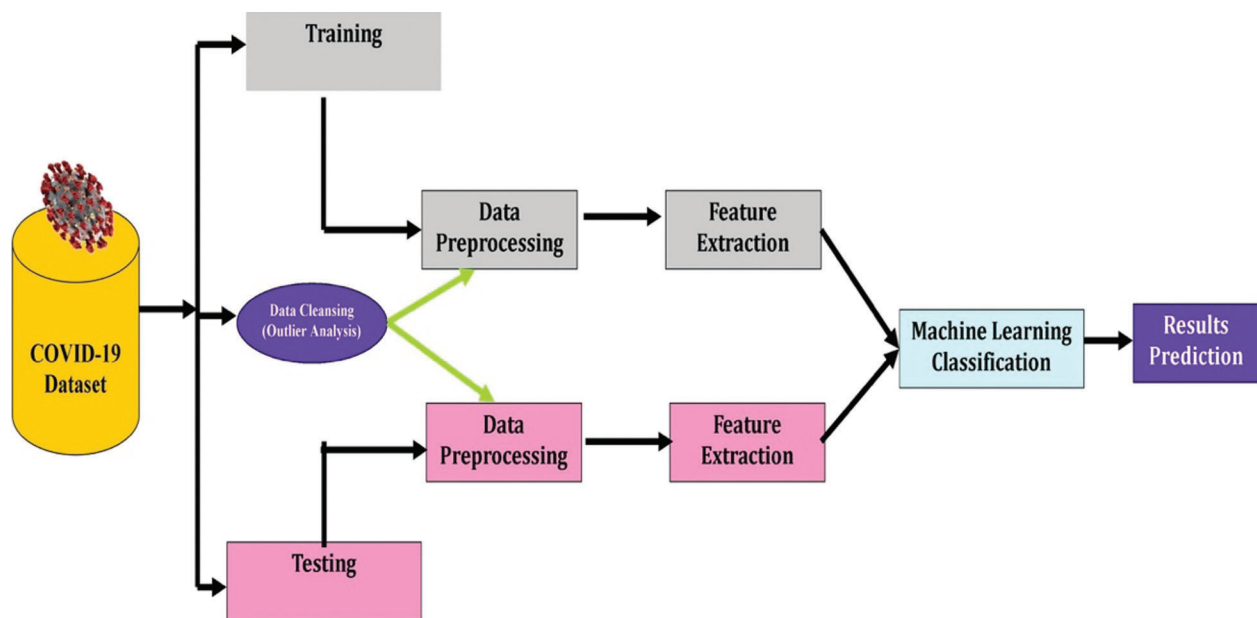 Training
Data
Preprocessing
Feature
Extraction
Data Cleansing
(Outlier Analysis)
COVID-19
Dataset
Machine Learning
Classification
Results
Prediction
Data
Preprocessing
Feature
Extraction
Testing